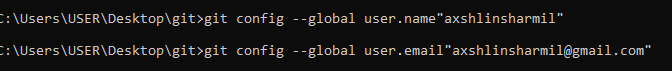 C:\Users\USER\Desktop\git>git config --global user.name"axshlinsharmil"
C:\Users\USER\Desktop\git>git config --global user.email"axshlinsharmil@gmail.com"